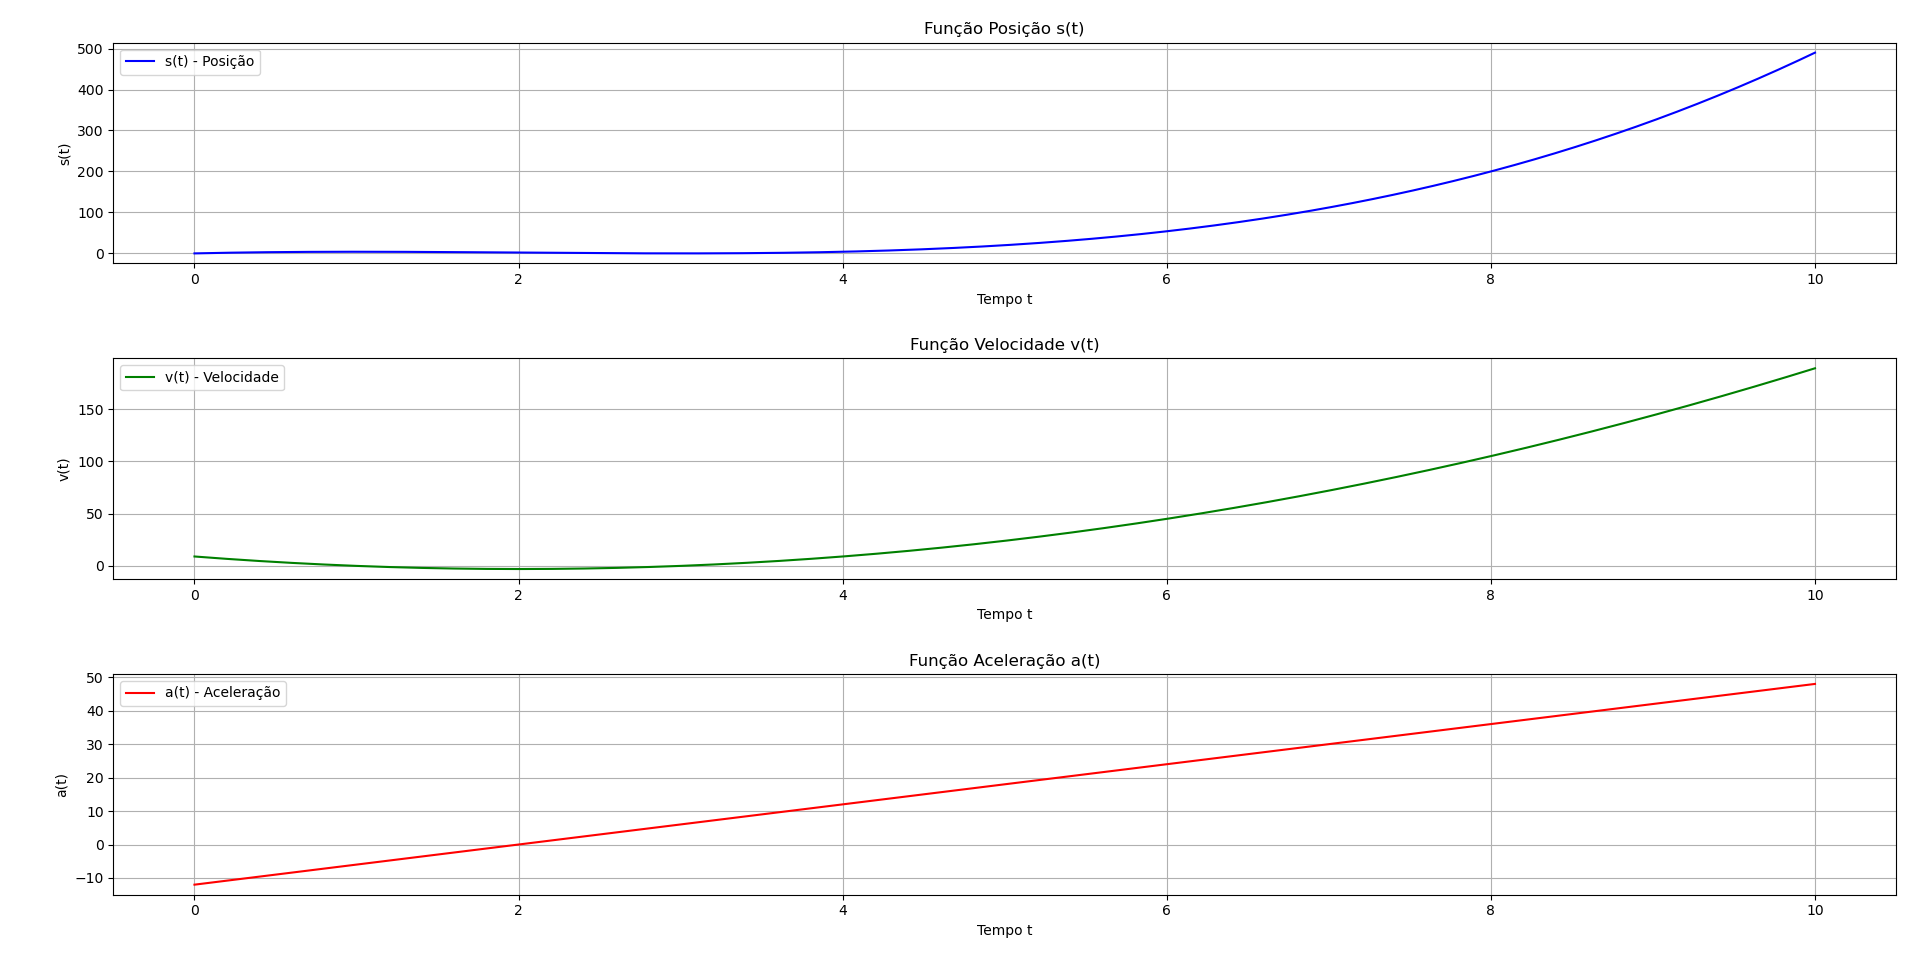 Função Posição s(t)
s(t) - Posição
500
400
300
200
100
0
s(t)
0 2 4 6 8 10
Tempo t
Função Velocidade v(t)
v(t) - Velocidade
150
100
50
0
v(t)
0 2 4 6 8 10
Tempo t
Função Aceleração a(t)
a(t) - Aceleração
50
40
30
20
10
0
−10
a(t)
0 2 4 6 8 10
Tempo t